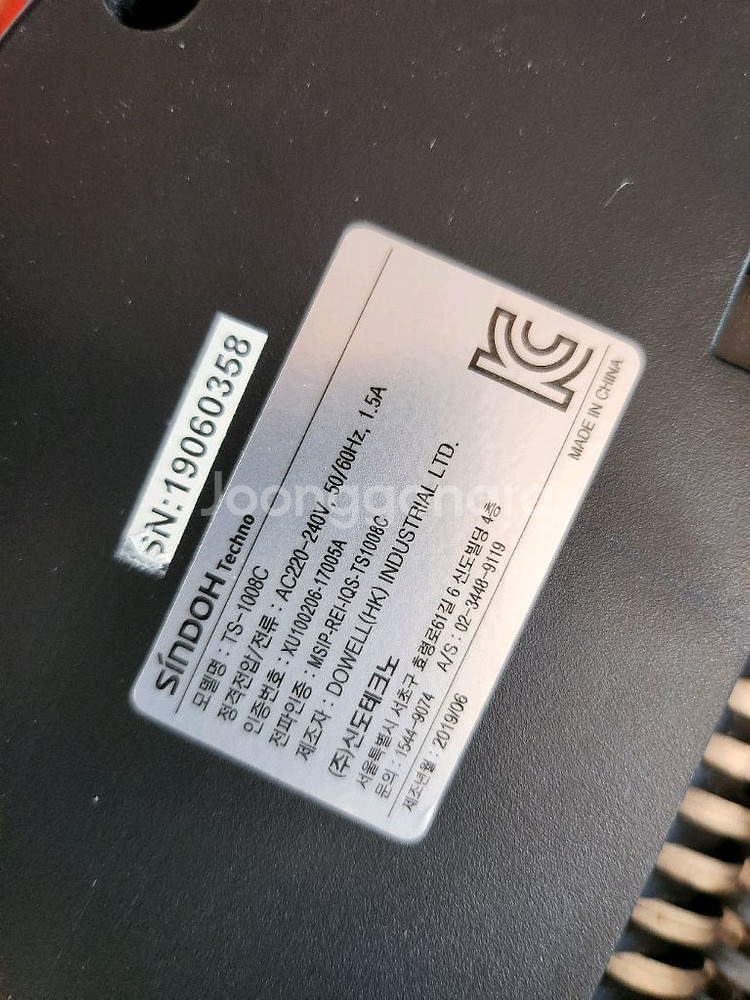 SN:19060358
sinDOH Techno
모델명 : TS-1008C
정격전압/전류 : AC220-240V, 50/60Hz, 1.5A
인증번호 : XU100206-17005A
전파인증 : MSIP-REI-IQS-TS1008C
제조자 : DOWELL(HK) INDUSTRIAL LTD.
(주)신도테크노
서울특별시 서초구 효령로61길 6 신도빌딩 4층
문의 : 1544-9074 A/S : 02-3448-9119
제조년월 : 2019/06
MADE IN CHINA
Joonggonara